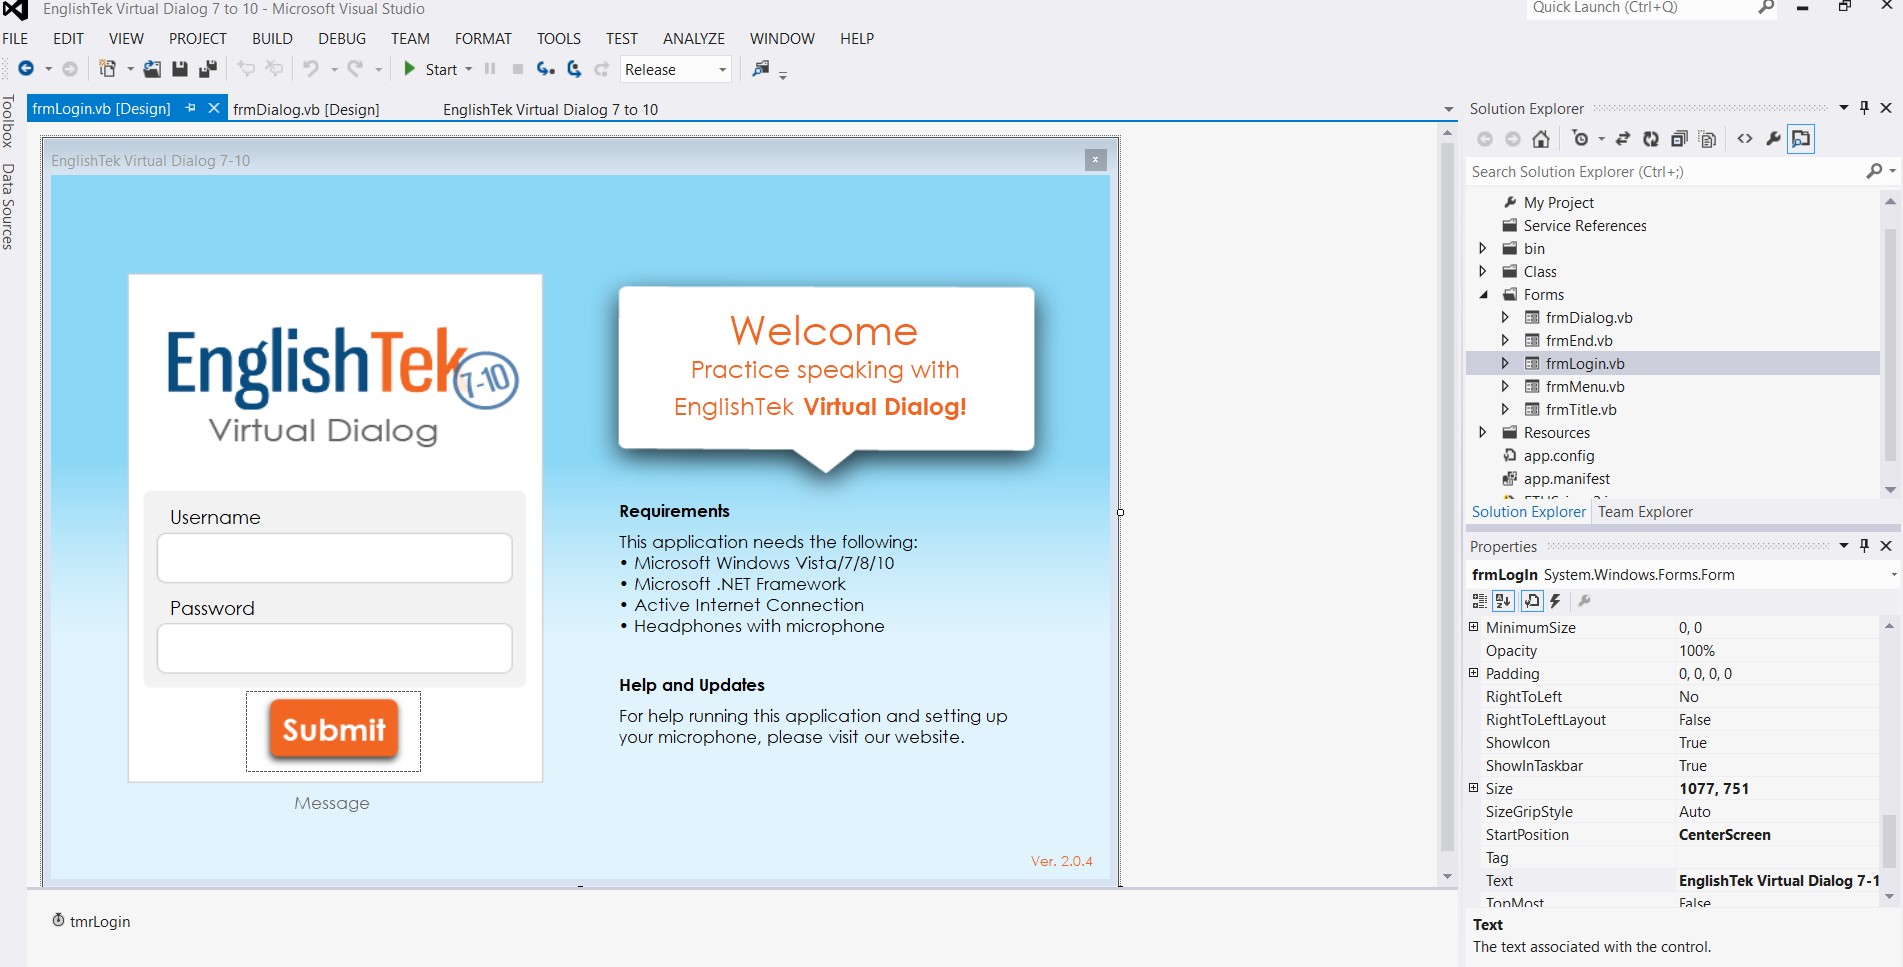 EnglishTek Virtual Dialog 7 to 10 - Microsoft Visual Studio
Quick Launch (Ctrl+Q)
FILE EDIT VIEW PROJECT BUILD DEBUG TEAM FORMAT TOOLS TEST ANALYZE WINDOW HELP
Start Release
Toolbox
Data Sources
frmLogin.vb [Design] frmDialog.vb [Design] EnglishTek Virtual Dialog 7 to 10
EnglishTek Virtual Dialog 7-10
x
EnglishTek
7-10
Virtual Dialog
Username
Password
Submit
Message
Welcome
Practice speaking with
EnglishTek Virtual Dialog!
Requirements
This application needs the following:
• Microsoft Windows Vista/7/8/10
• Microsoft .NET Framework
• Active Internet Connection
• Headphones with microphone
Help and Updates
For help running this application and setting up
your microphone, please visit our website.
Ver. 2.0.4
tmrLogin
Solution Explorer
Search Solution Explorer (Ctrl+;)
My Project
Service References
bin
Class
Forms
frmDialog.vb
frmEnd.vb
frmLogin.vb
frmMenu.vb
frmTitle.vb
Resources
app.config
app.manifest
Solution Explorer Team Explorer
Properties
frmLogIn System.Windows.Forms.Form
MinimumSize 0, 0
Opacity 100%
Padding 0, 0, 0, 0
RightToLeft No
RightToLeftLayout False
ShowIcon True
ShowInTaskbar True
Size 1077, 751
SizeGripStyle Auto
StartPosition CenterScreen
Tag
Text EnglishTek Virtual Dialog 7-1
TopMost False
Text
The text associated with the control.